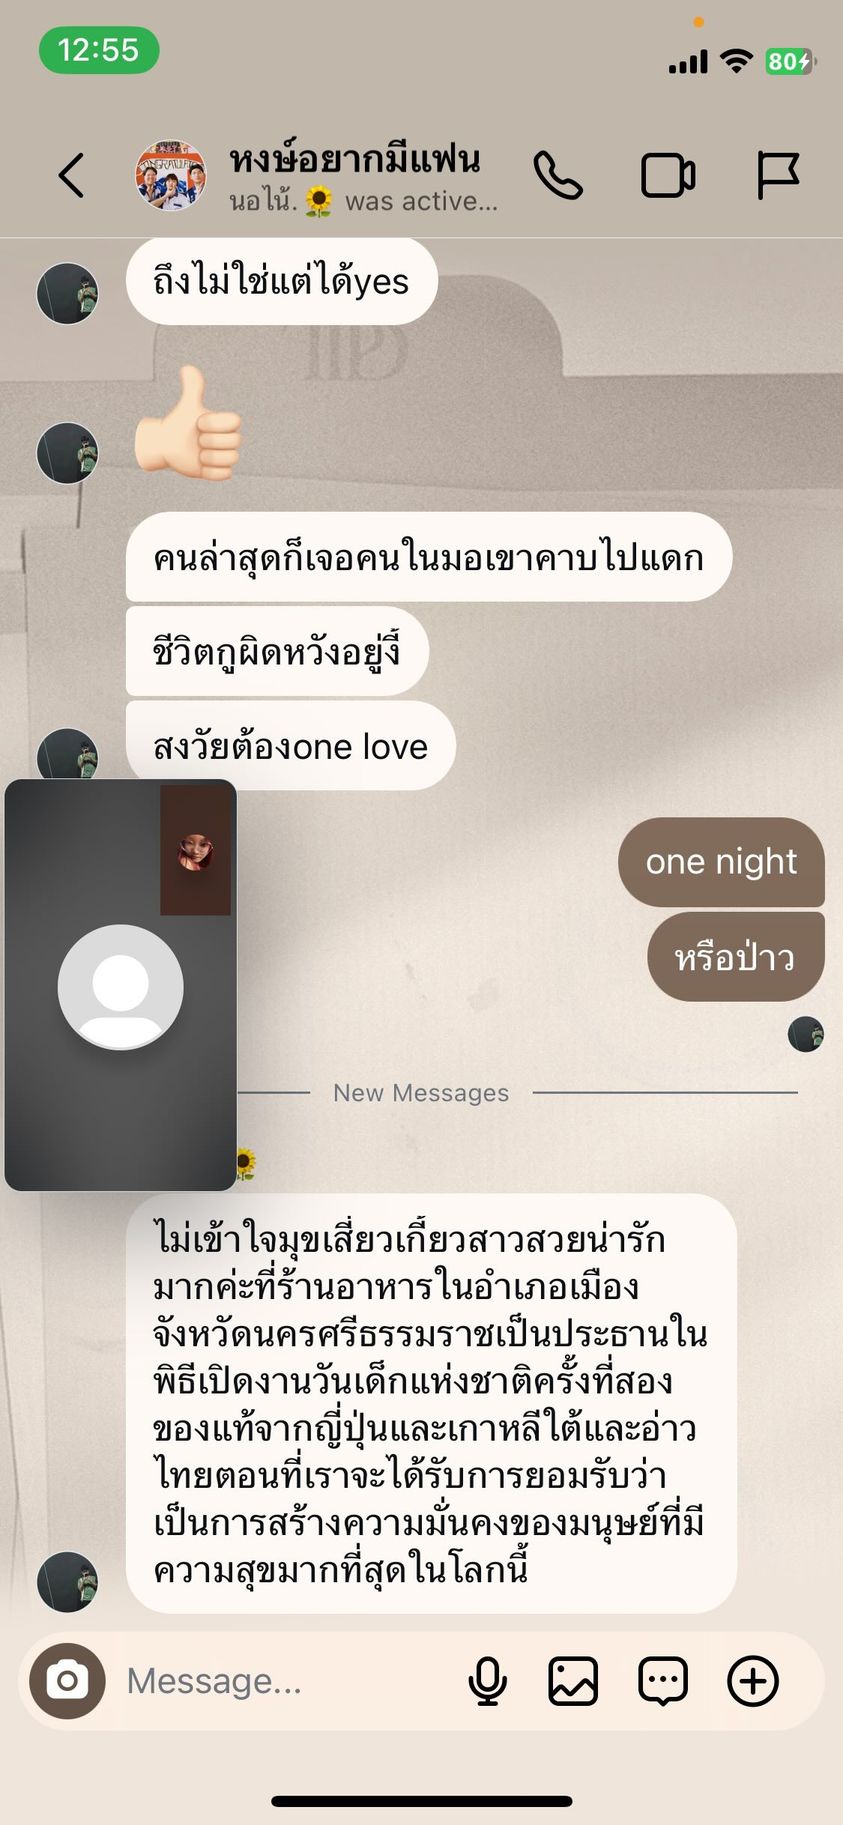 12:55
80
หงษ์อยากมีแฟน
นอไน้.🌻 was active...
ถึงไม่ใช่แต่ได้yes
👍🏻
คนล่าสุดก็เจอคนในมอเขาคาบไปแดก
ชีวิตกูผิดหวังอยู่งี้
สงวัยต้องone love
one night
หรือป่าว
New Messages
🌻
ไม่เข้าใจมุขเสี่ยวเกี้ยวสาวสวยน่ารัก
มากค่ะที่ร้านอาหารในอำเภอเมือง
จังหวัดนครศรีธรรมราชเป็นประธานใน
พิธีเปิดงานวันเด็กแห่งชาติครั้งที่สอง
ของแท้จากญี่ปุ่นและเกาหลีใต้และอ่าว
ไทยตอนที่เราจะได้รับการยอมรับว่า
เป็นการสร้างความมั่นคงของมนุษย์ที่มี
ความสุขมากที่สุดในโลกนี้
Message...